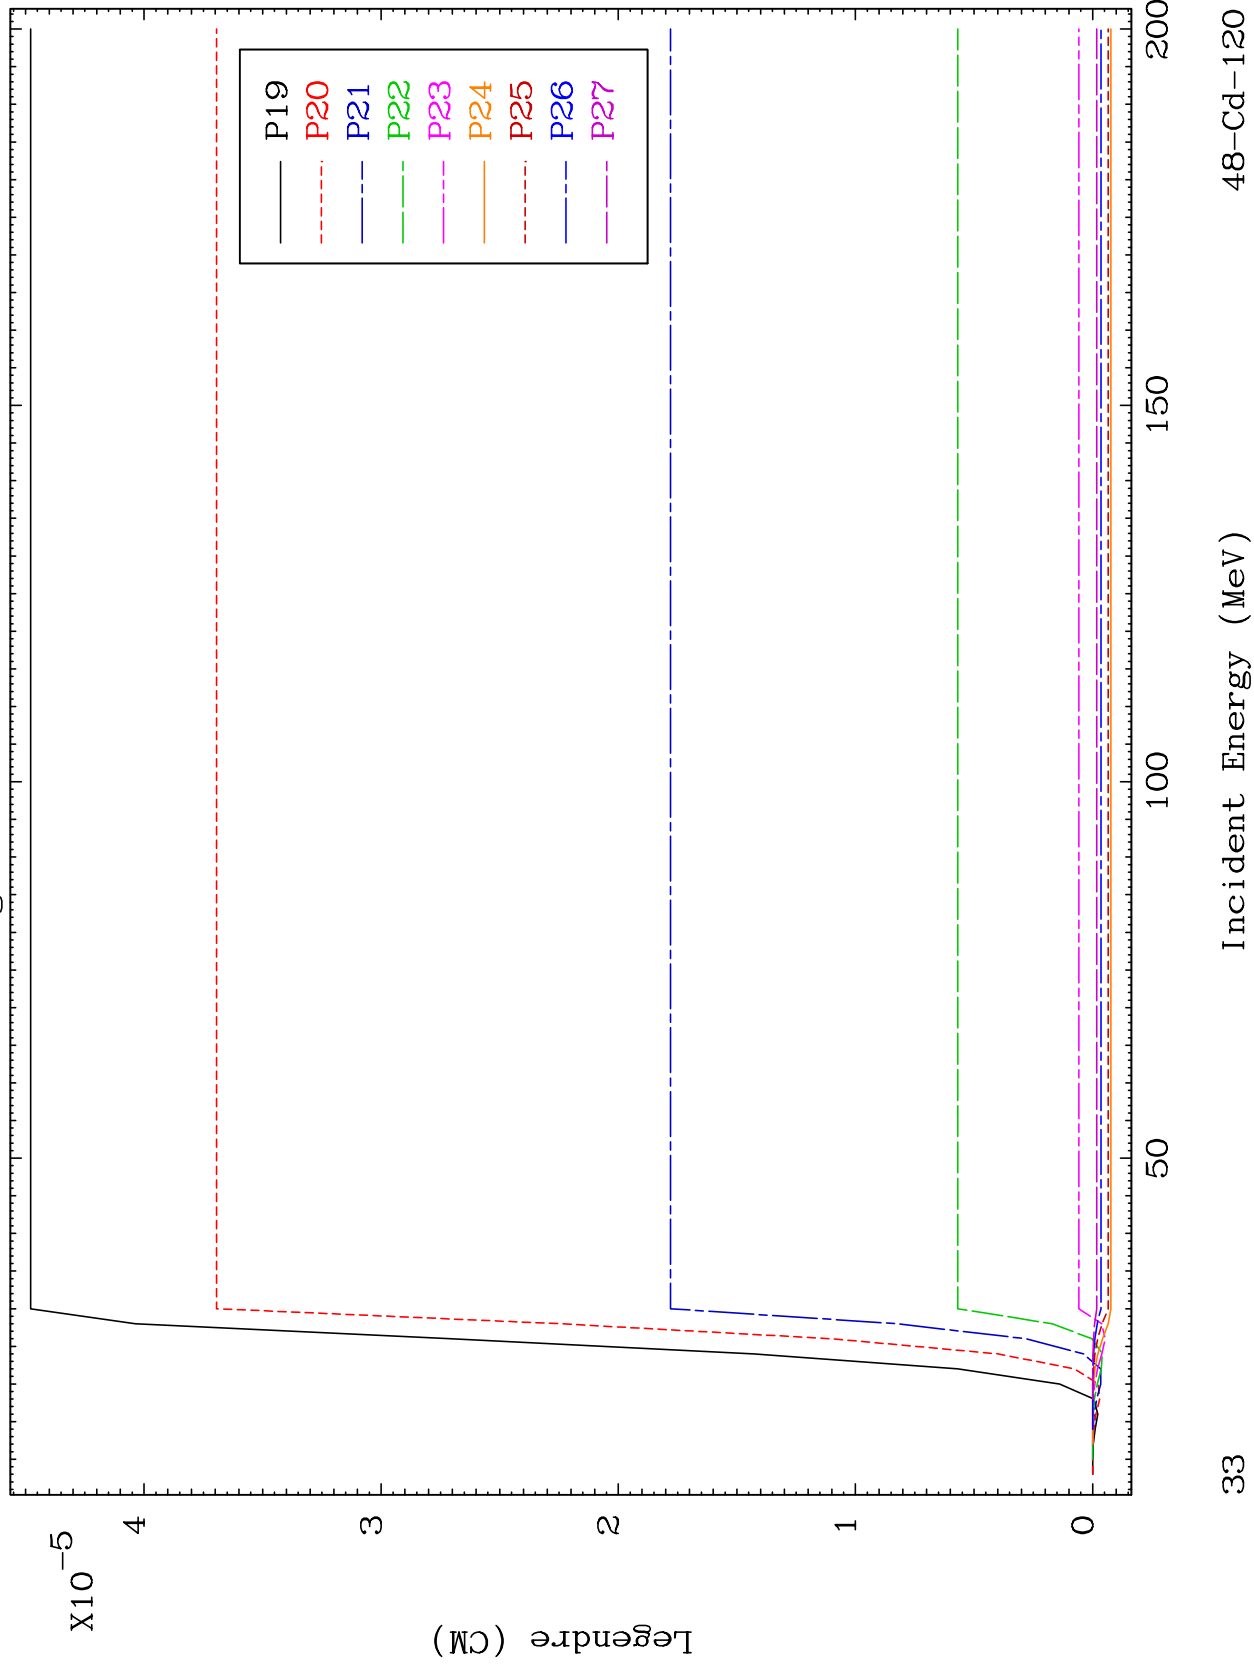 X10-5
4
3
2
1
0
Legendre (CM)
P19
P20
P21
P22
P23
P24
P25
P26
P27
50
100
150
200
Incident Energy (MeV)
33
48-Cd-120